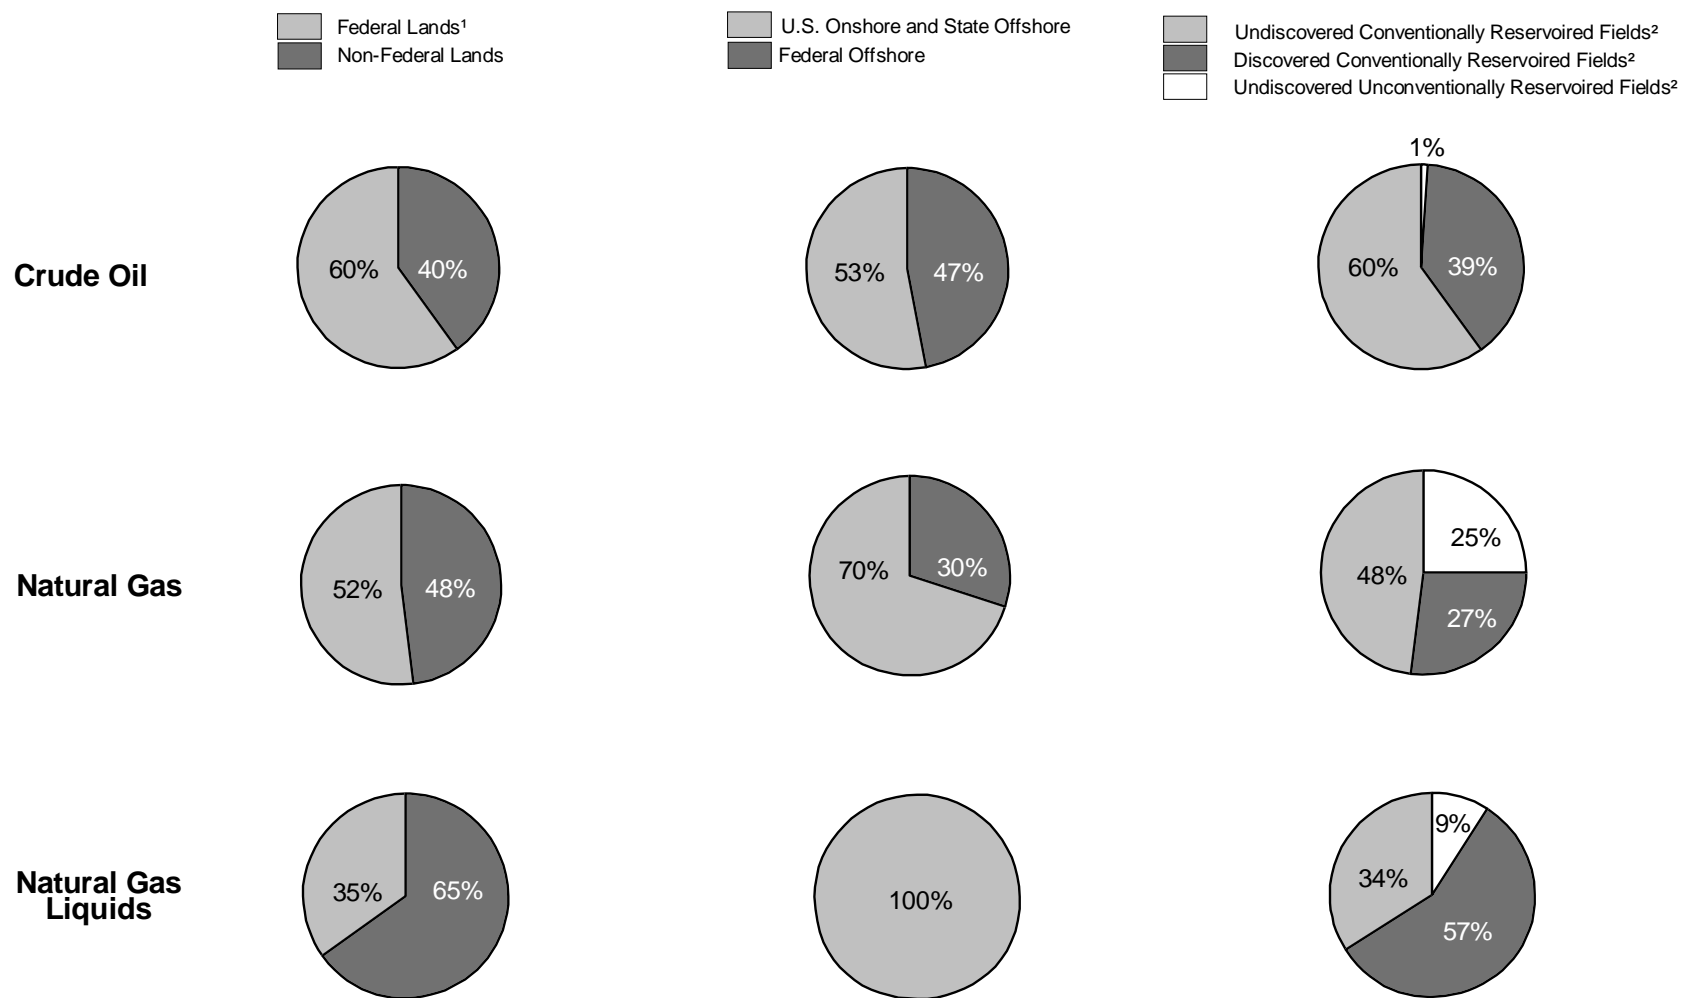 Federal Lands¹
Non-Federal Lands
U.S. Onshore and State Offshore
Federal Offshore
Undiscovered Conventionally Reservoired Fields²
Discovered Conventionally Reservoired Fields²
Undiscovered Unconventionally Reservoired Fields²
Crude Oil
60%
40%
53%
47%
1%
60%
39%
Natural Gas
52%
48%
70%
30%
48%
25%
27%
Natural Gas
Liquids
35%
65%
100%
34%
9%
57%